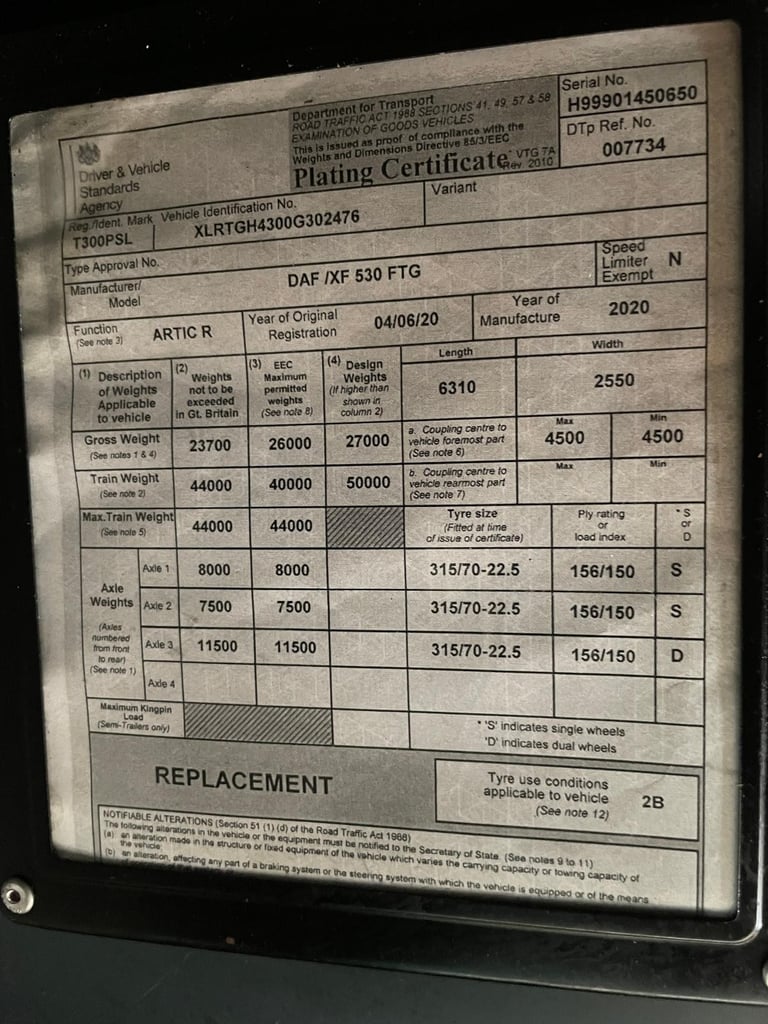 Driver & Vehicle
Standards
Agency
Department for Transport
ROAD TRAFFIC ACT 1988 SECTIONS 41, 49, 57 & 58
EXAMINATION OF GOODS VEHICLES
This is issued as proof of compliance with the
Weights and Dimensions Directive 85/3/EEC
Plating Certificate VTG 7A
Rev. 2010
Serial No.
H99901450650
DTp Ref. No.
007734
Reg./Ident. Mark
T300PSL
Vehicle Identification No.
XLRTGH4300G302476
Variant
Type Approval No.
Manufacturer/
Model
DAF /XF 530 FTG
Speed
Limiter
Exempt
N
Function
(See note 3)
ARTIC R
Year of Original
Registration
04/06/20
Year of
Manufacture
2020
(1) Description
of Weights
Applicable
to vehicle
(2) Weights
not to be
exceeded
in Gt. Britain
(3) EEC
Maximum
permitted
weights
(See note 8)
(4) Design
Weights
(If higher than
shown in
column 2)
Length
6310
Width
2550
Gross Weight
(See notes 1 & 4)
23700
26000
27000
a. Coupling centre to
vehicle foremost part
(See note 6)
Max
4500
Min
4500
Train Weight
(See note 2)
44000
40000
50000
b. Coupling centre to
vehicle rearmost part
(See note 7)
Max
Min
Max.Train Weight
(See note 5)
44000
44000
Tyre size
(Fitted at time
of issue of certificate)
Ply rating
or
load index
* S
or
D
Axle
Weights
(Axles
numbered
from front
to rear)
(See note 1)
Axle 1 8000 8000 315/70-22.5 156/150 S
Axle 2 7500 7500 315/70-22.5 156/150 S
Axle 3 11500 11500 315/70-22.5 156/150 D
Axle 4
Maximum Kingpin
Load
(Semi-Trailers only)
* 'S' indicates single wheels
'D' indicates dual wheels
REPLACEMENT
Tyre use conditions
applicable to vehicle
(See note 12)
2B
NOTIFIABLE ALTERATIONS (Section 51 (1) (d) of the Road Traffic Act 1988)
The following alterations in the vehicle or the equipment must be notified to the Secretary of State. (See notes 9 to 11)
(a) an alteration made in the structure or fixed equipment of the vehicle which varies the carrying capacity or towing capacity of
the vehicle;
(b) an alteration, affecting any part of a braking system or the steering system with which the vehicle is equipped or of the means